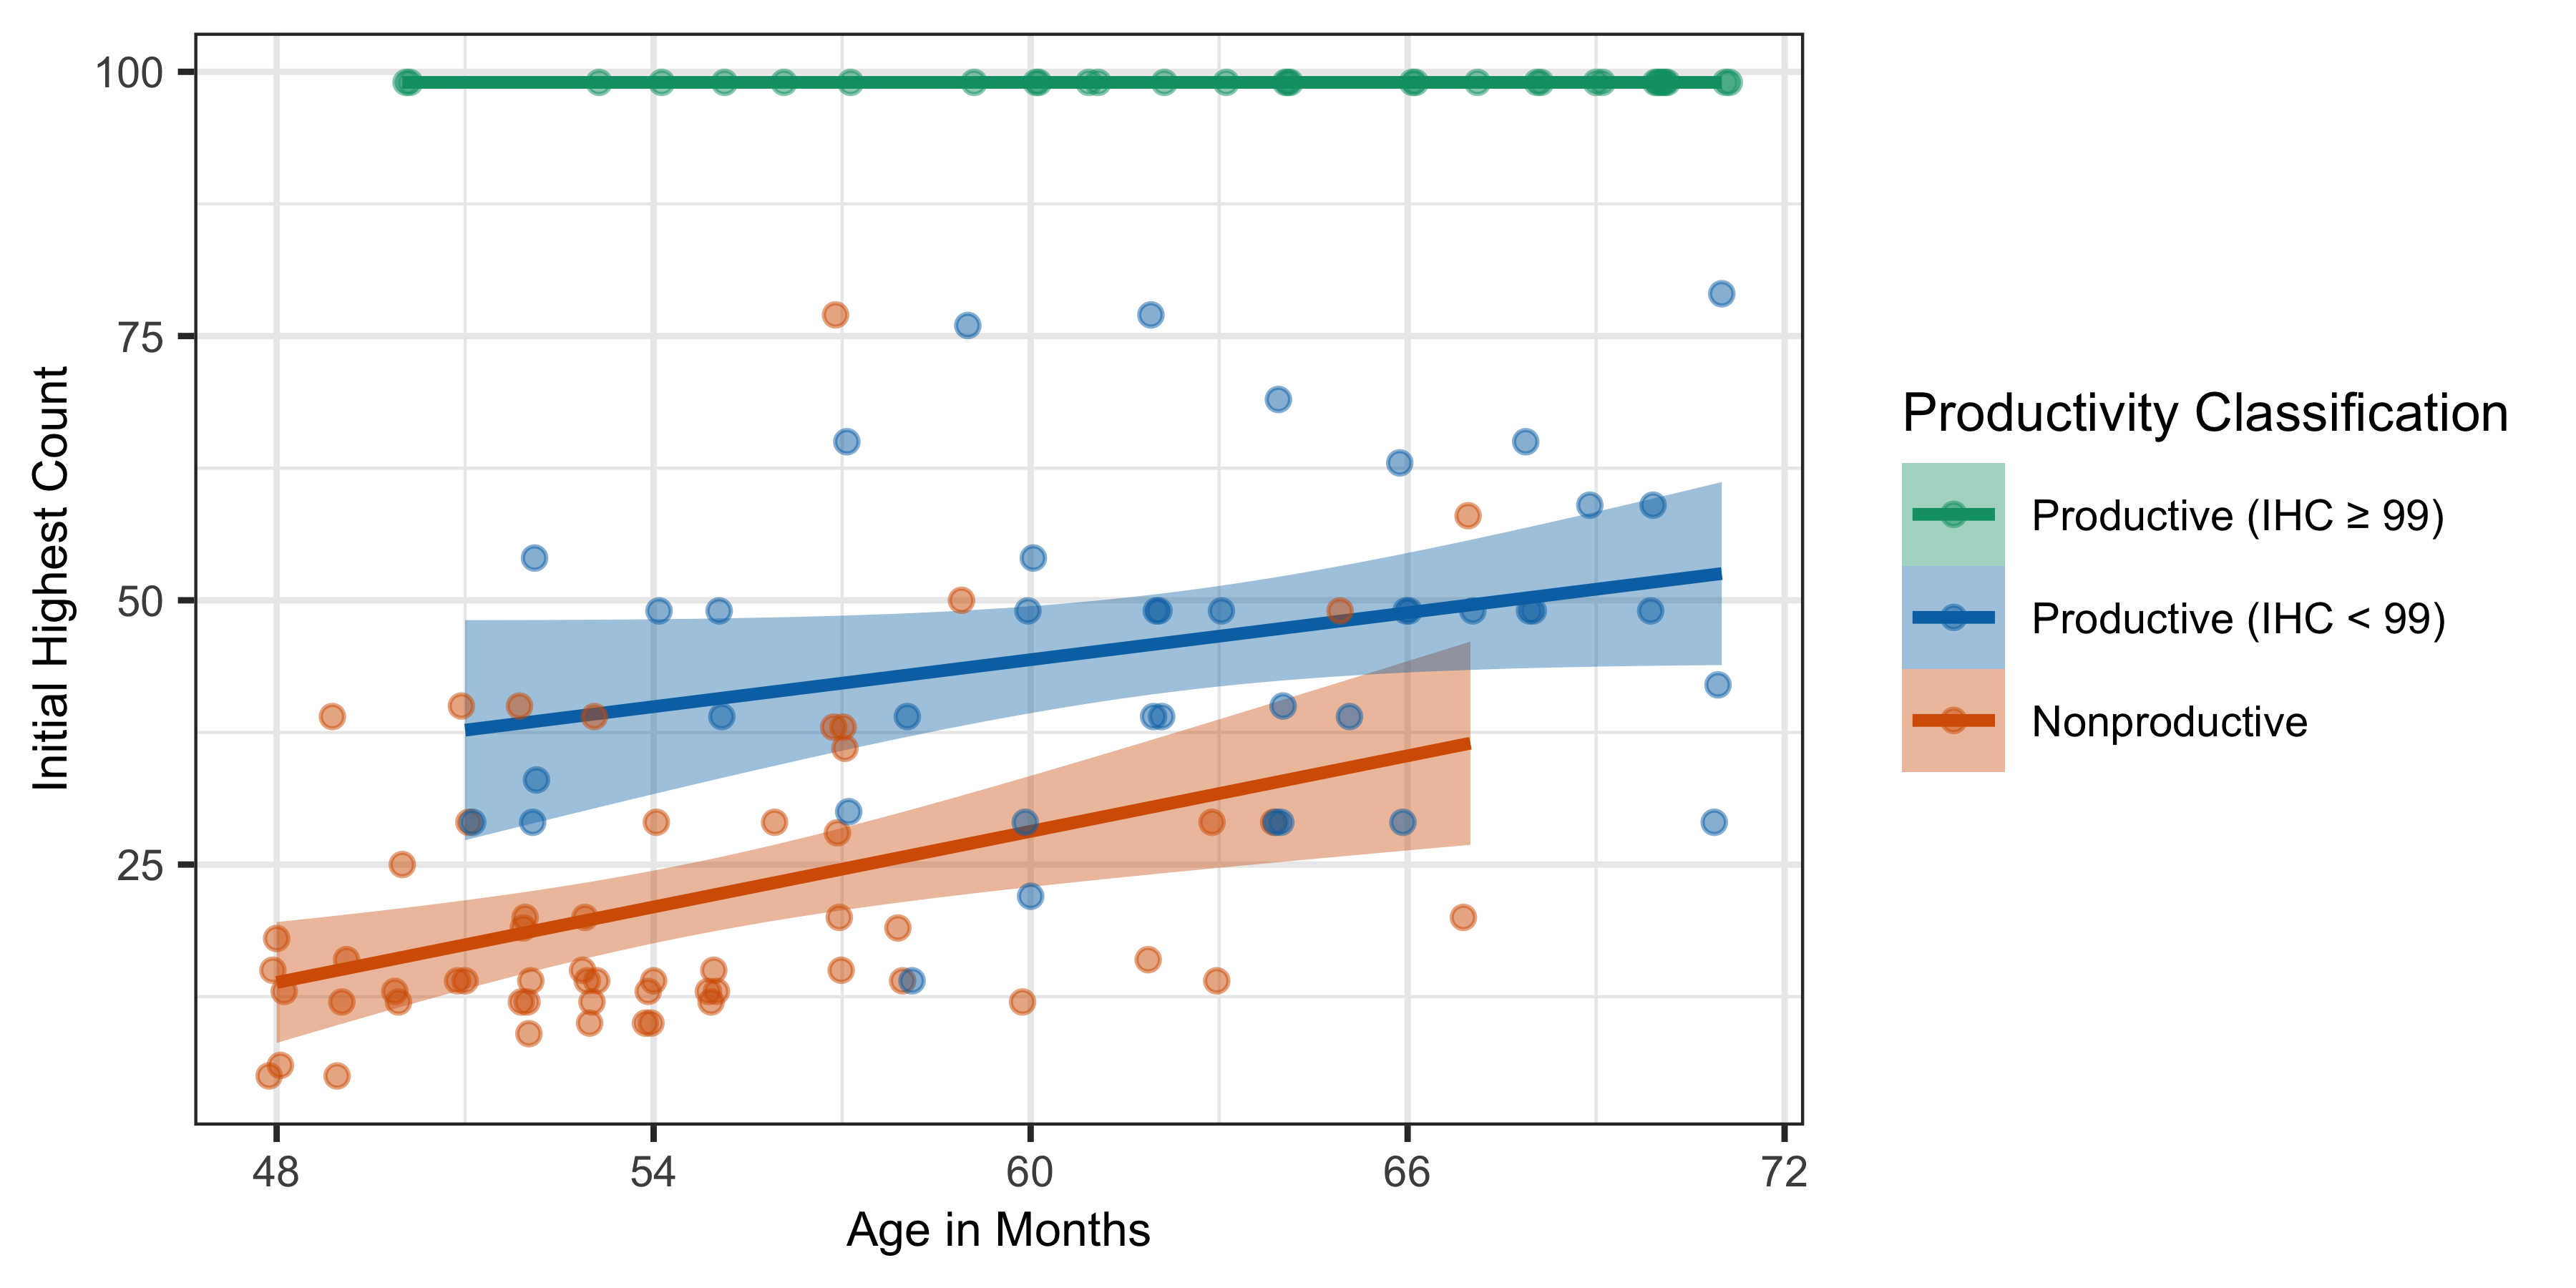 100
75
50
25
Initial Highest Count
48 54 60 66 72
Age in Months
Productivity Classification
Productive (IHC ≥ 99)
Productive (IHC < 99)
Nonproductive